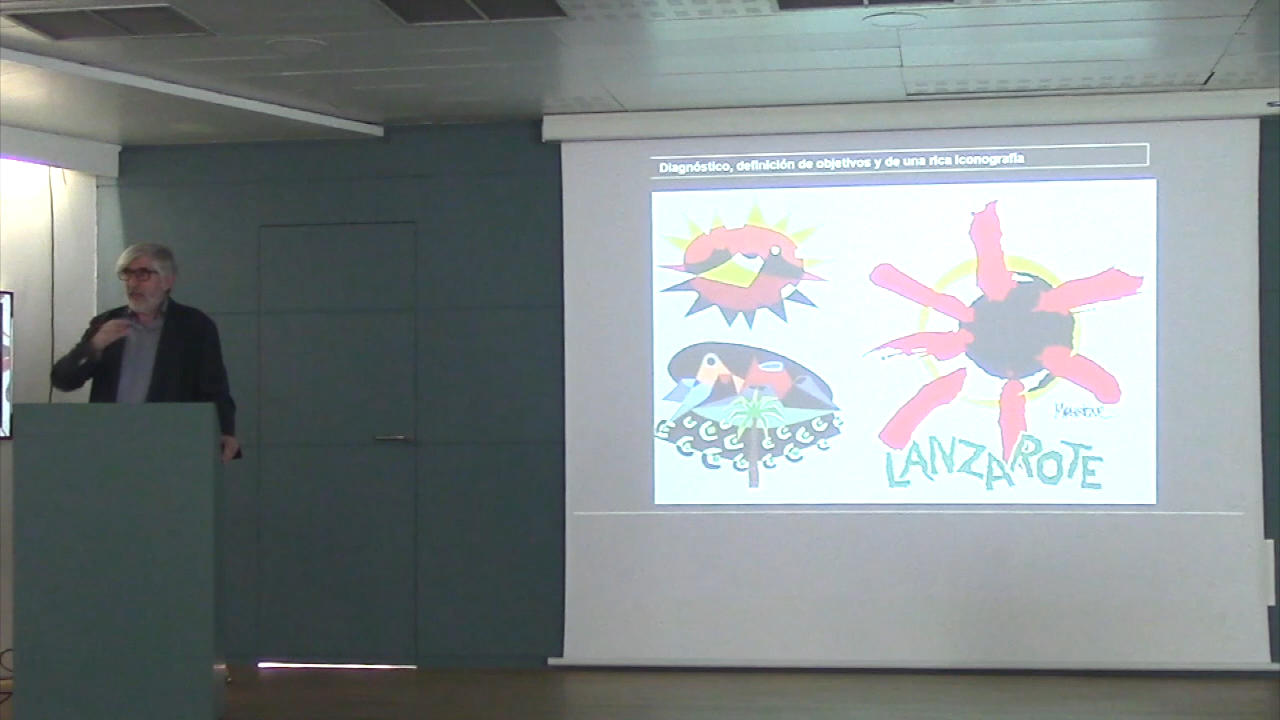 Diagnóstico, definición de objetivos y de una rica iconografía
LANZAROTE